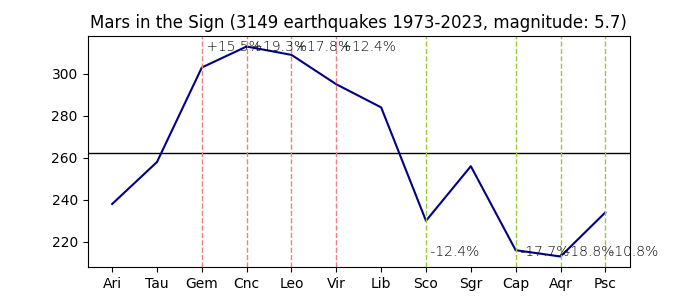 Mars in the Sign (3149 earthquakes 1973-2023, magnitude: 5.7)
+15.5% +19.3% +17.8% +12.4%
300
280
260
240
220
-12.4% -17.7% -18.8% -10.8%
Ari Tau Gem Cnc Leo Vir Lib Sco Sgr Cap Aqr Psc